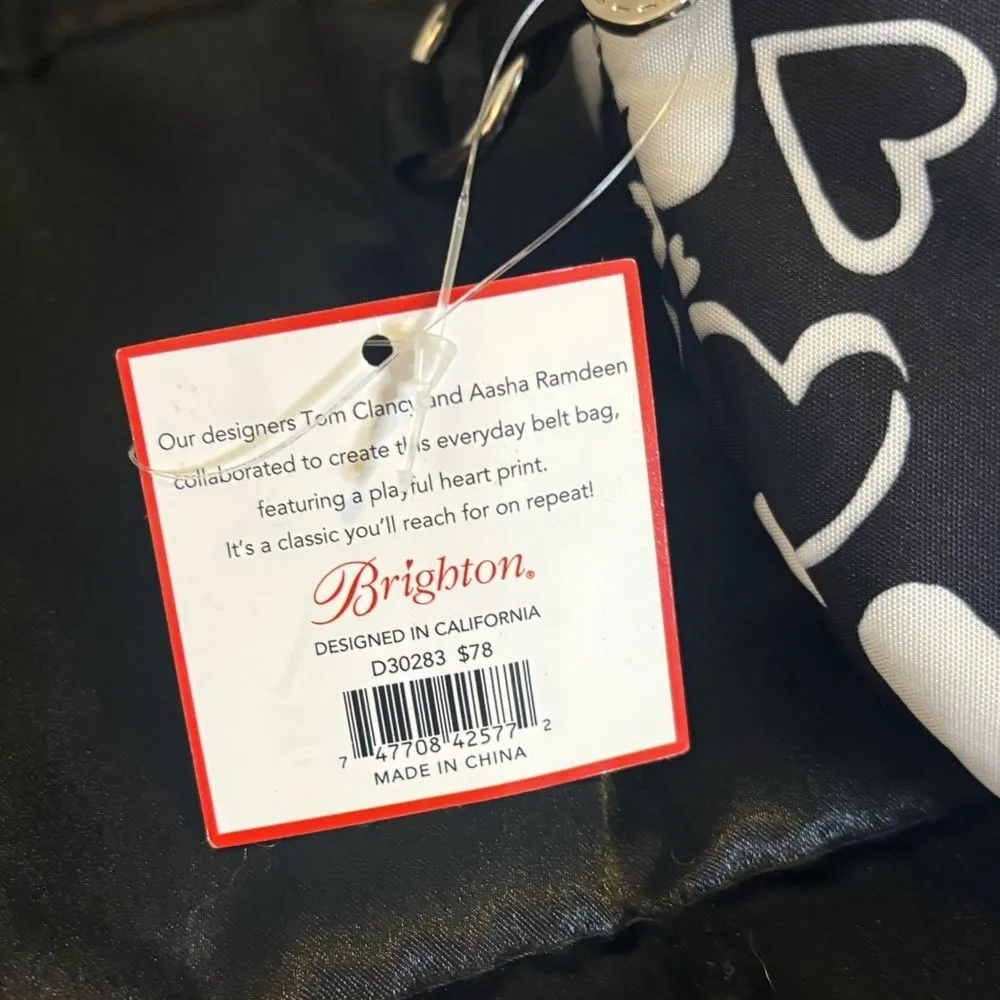 Our designers Tom Clancy and Aasha Ramdeen
collaborated to create this everyday belt bag,
featuring a playful heart print.
It's a classic you'll reach for on repeat!
Brighton®
DESIGNED IN CALIFORNIA
D30283 $78
7 47708 42577 2
MADE IN CHINA